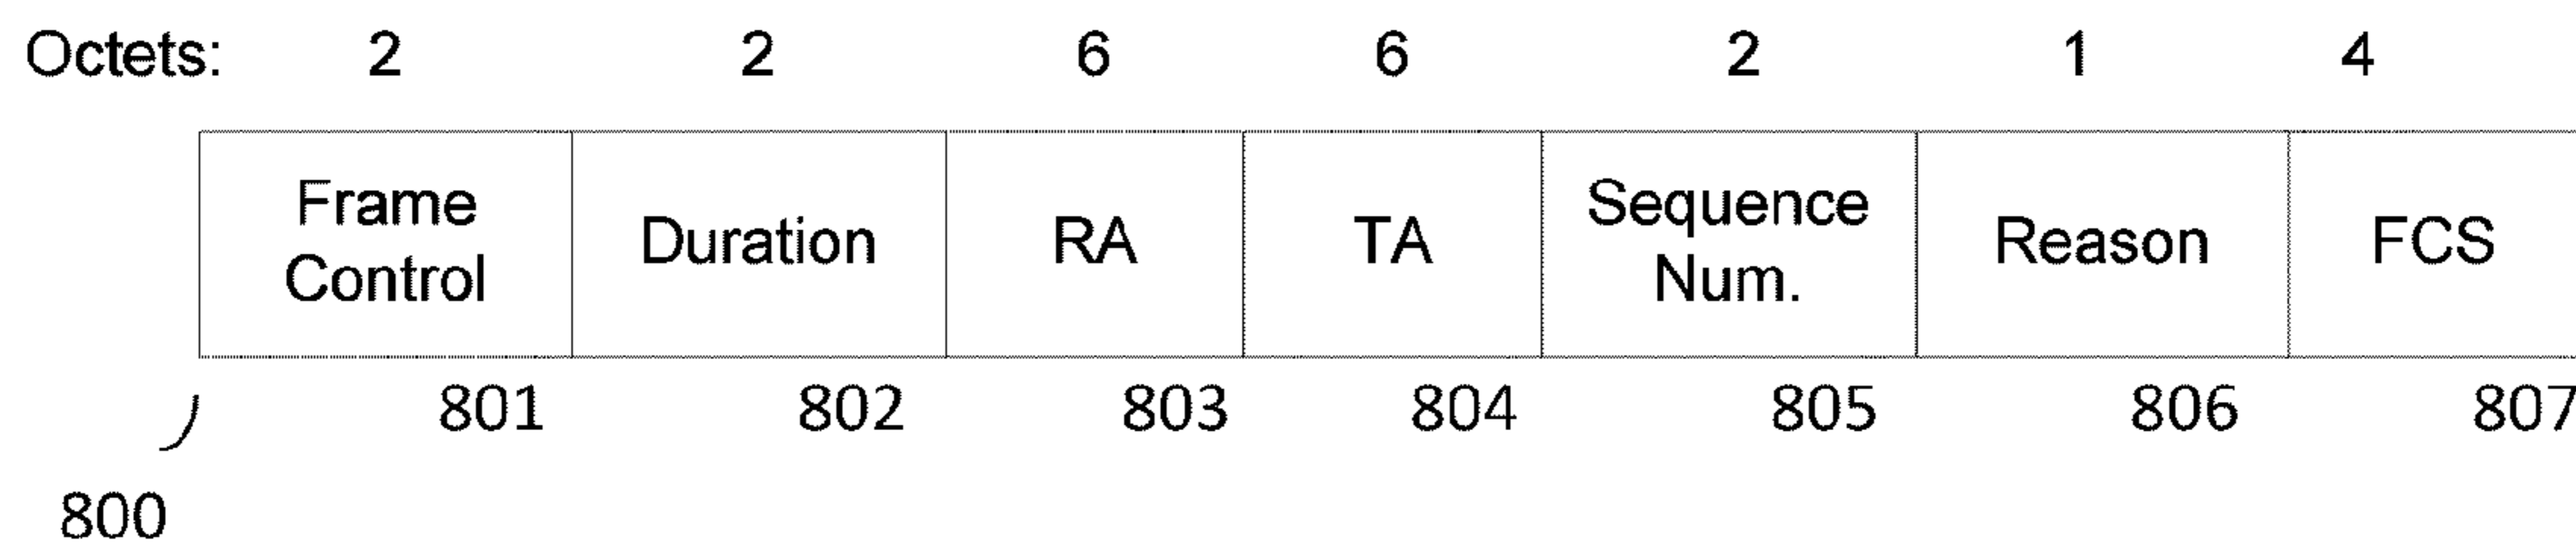 Octets: 2 2 6 6 2 1 4
Frame Control Duration RA TA Sequence Num. Reason FCS
801 802 803 804 805 806 807
800